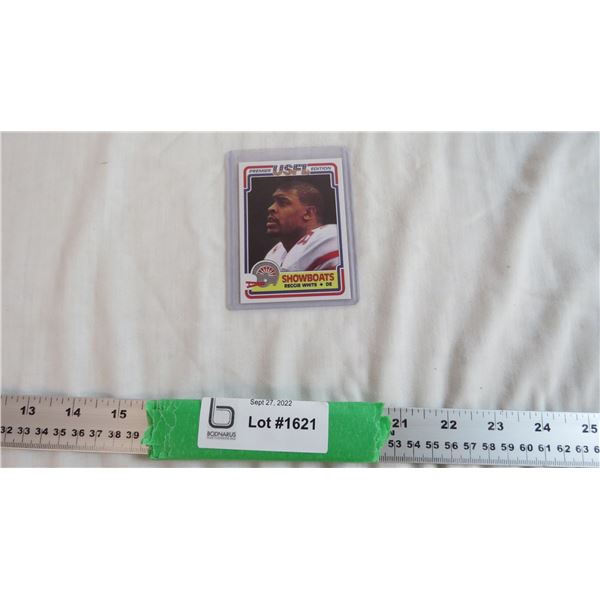 PREMIER USFL EDITION
SHOWBOATS
REGGIE WHITE • DE
Sept 27, 2022
Lot #1621
BODNARUS
13 14 15
32 33 34 35 36 37 38 39
21 22 23 24 25
53 54 55 56 57 58 59 60 61 62 63 6